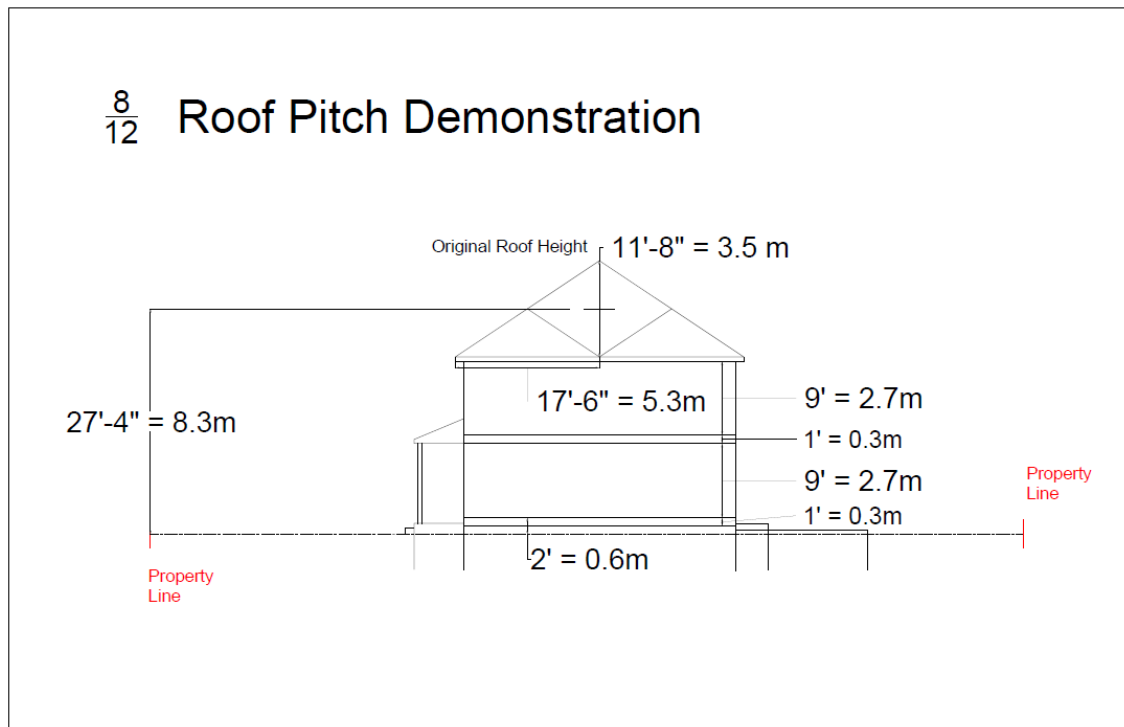 8
12
Roof Pitch Demonstration
Original Roof Height
11'-8" = 3.5 m
27'-4" = 8.3m
17'-6" = 5.3m
9' = 2.7m
1' = 0.3m
9' = 2.7m
1' = 0.3m
Property
Line
2' = 0.6m
Property
Line